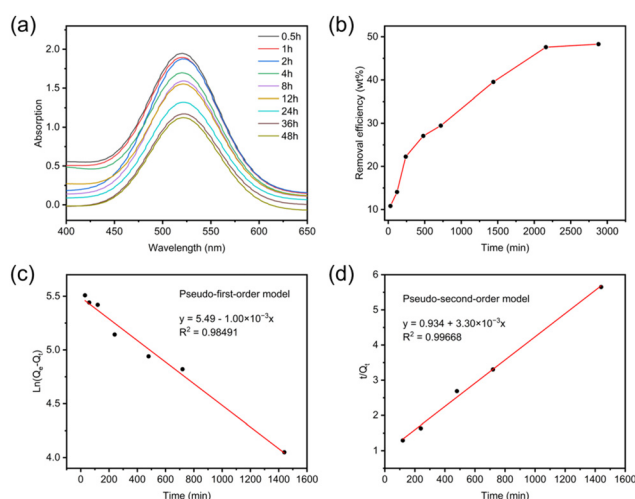 (a)
2.0
1.5
1.0
0.5
0.0
Absorption
400 450 500 550 600 650
Wavelength (nm)
0.5h
1h
2h
4h
8h
12h
24h
36h
48h
(b)
50
40
30
20
10
Removal efficiency (wt%)
0 500 1000 1500 2000 2500 3000
Time (min)
(c)
5.5
5.0
4.5
4.0
Ln(Qe-Qt)
Pseudo-first-order model
y = 5.49 - 1.00×10⁻³x
R² = 0.98491
0 200 400 600 800 1000 1200 1400 1600
Time (min)
(d)
6
5
4
3
2
1
t/Qt
Pseudo-second-order model
y = 0.934 + 3.30×10⁻³x
R² = 0.99668
0 200 400 600 800 1000 1200 1400 1600
Time (min)